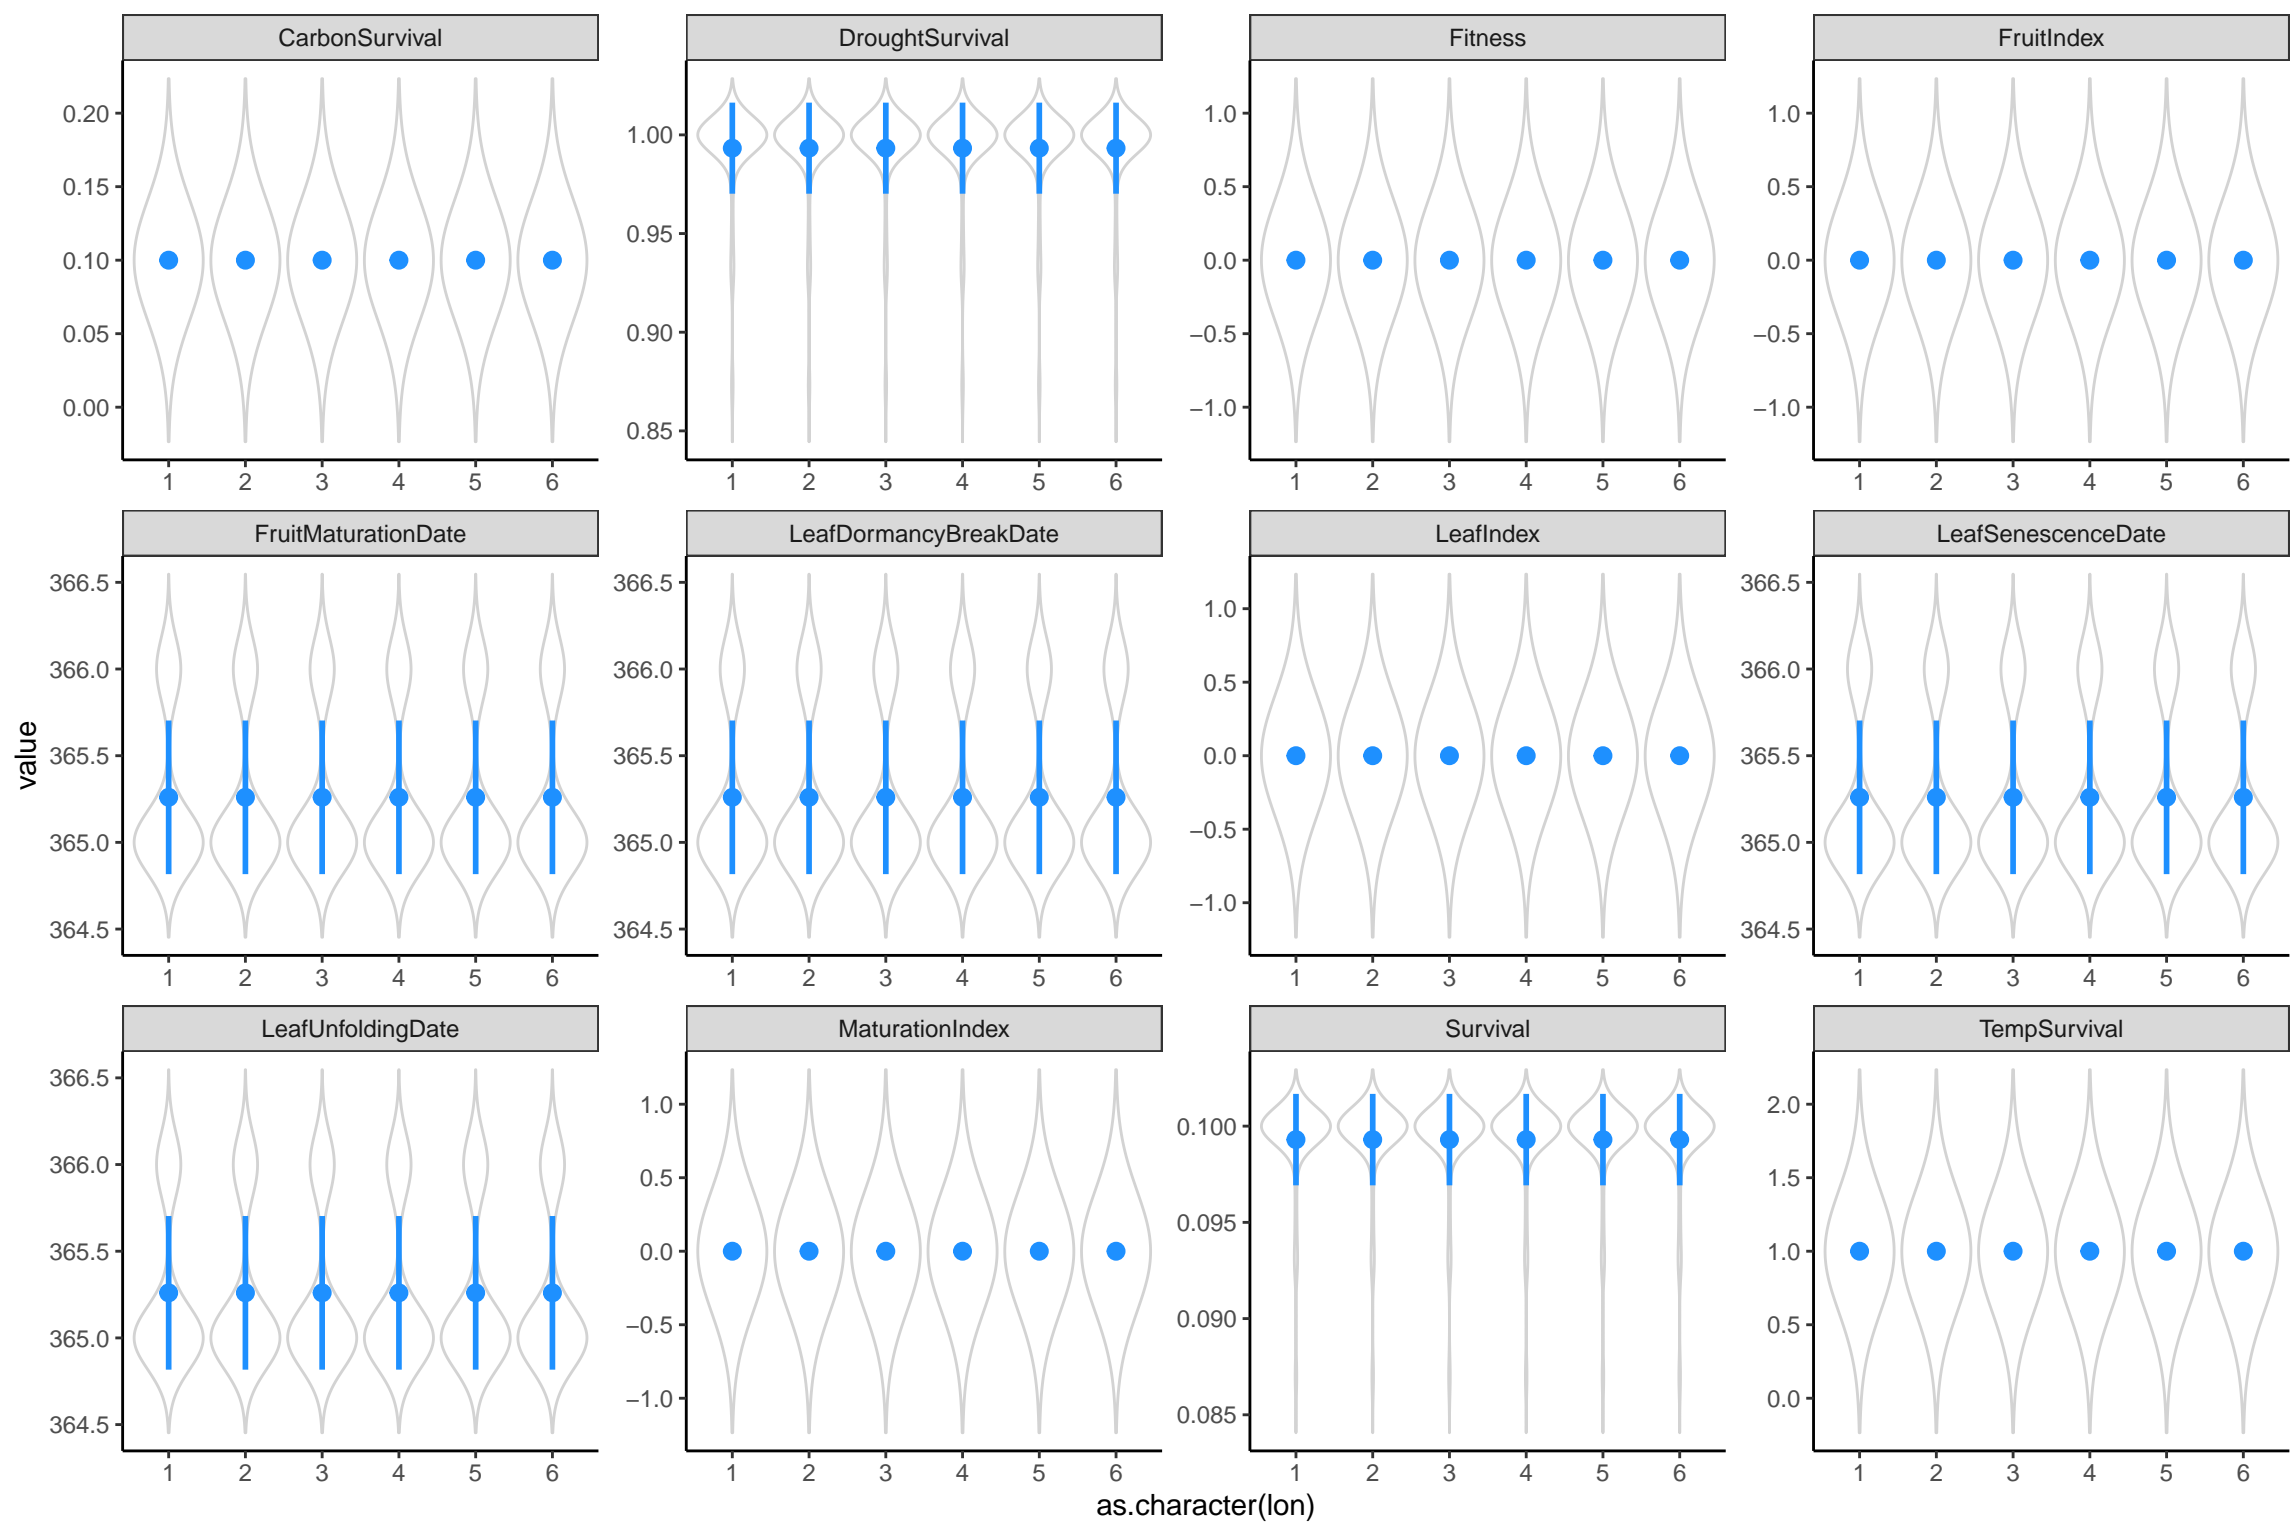 CarbonSurvival DroughtSurvival Fitness FruitIndex
0.20 1.00 1.0 1.0
0.15 0.95 0.5 0.5
0.10 0.90 0.0 0.0
0.05 0.85 −0.5 −0.5
0.00 −1.0 −1.0
1 2 3 4 5 6 1 2 3 4 5 6 1 2 3 4 5 6 1 2 3 4 5 6
FruitMaturationDate LeafDormancyBreakDate LeafIndex LeafSenescenceDate
366.5 366.5 1.0 366.5
366.0 366.0 0.5 366.0
365.5 365.5 0.0 365.5
365.0 365.0 −0.5 365.0
364.5 364.5 −1.0 364.5
value
1 2 3 4 5 6 1 2 3 4 5 6 1 2 3 4 5 6 1 2 3 4 5 6
LeafUnfoldingDate MaturationIndex Survival TempSurvival
366.5 1.0 0.100 2.0
366.0 0.5 0.095 1.5
365.5 0.0 0.090 1.0
365.0 −0.5 0.085 0.5
364.5 −1.0 0.0
1 2 3 4 5 6 1 2 3 4 5 6 1 2 3 4 5 6 1 2 3 4 5 6
as.character(lon)